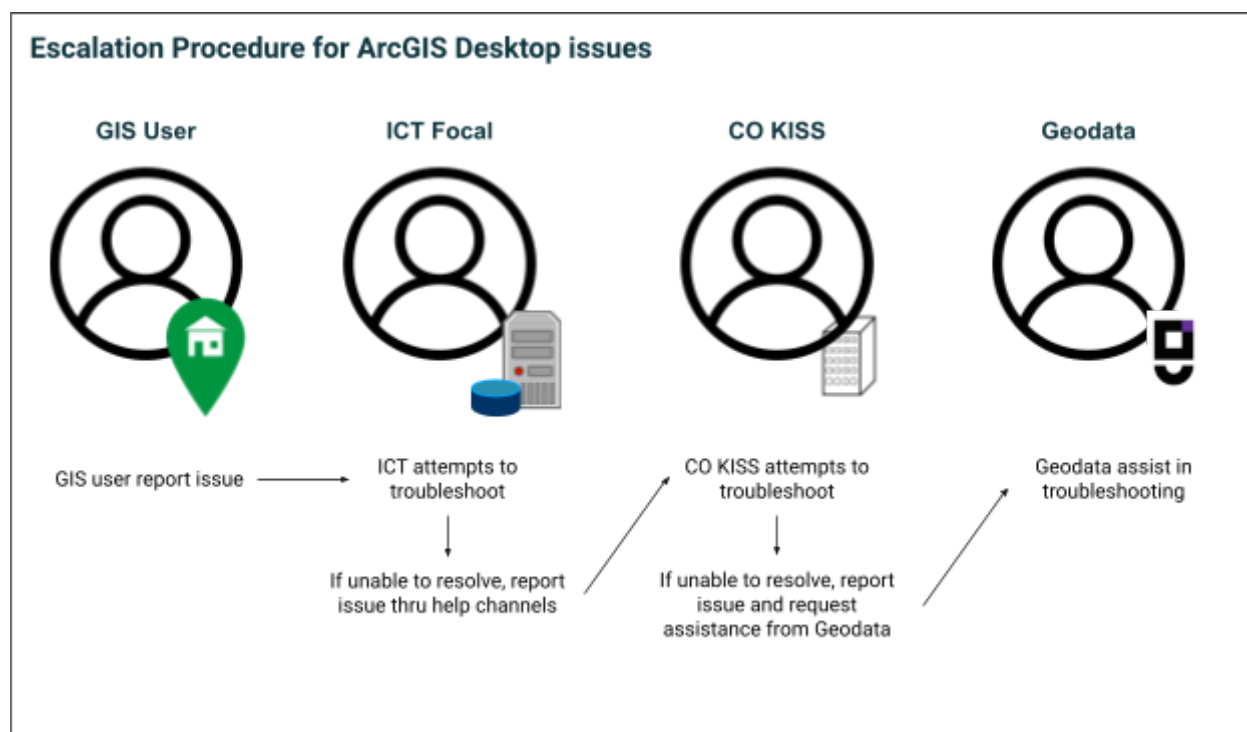 Escalation Procedure for ArcGIS Desktop issues
GIS User
ICT Focal
CO KISS
Geodata
GIS user report issue
ICT attempts to
troubleshoot
If unable to resolve, report
issue thru help channels
CO KISS attempts to
troubleshoot
If unable to resolve, report
issue and request
assistance from Geodata
Geodata assist in
troubleshooting